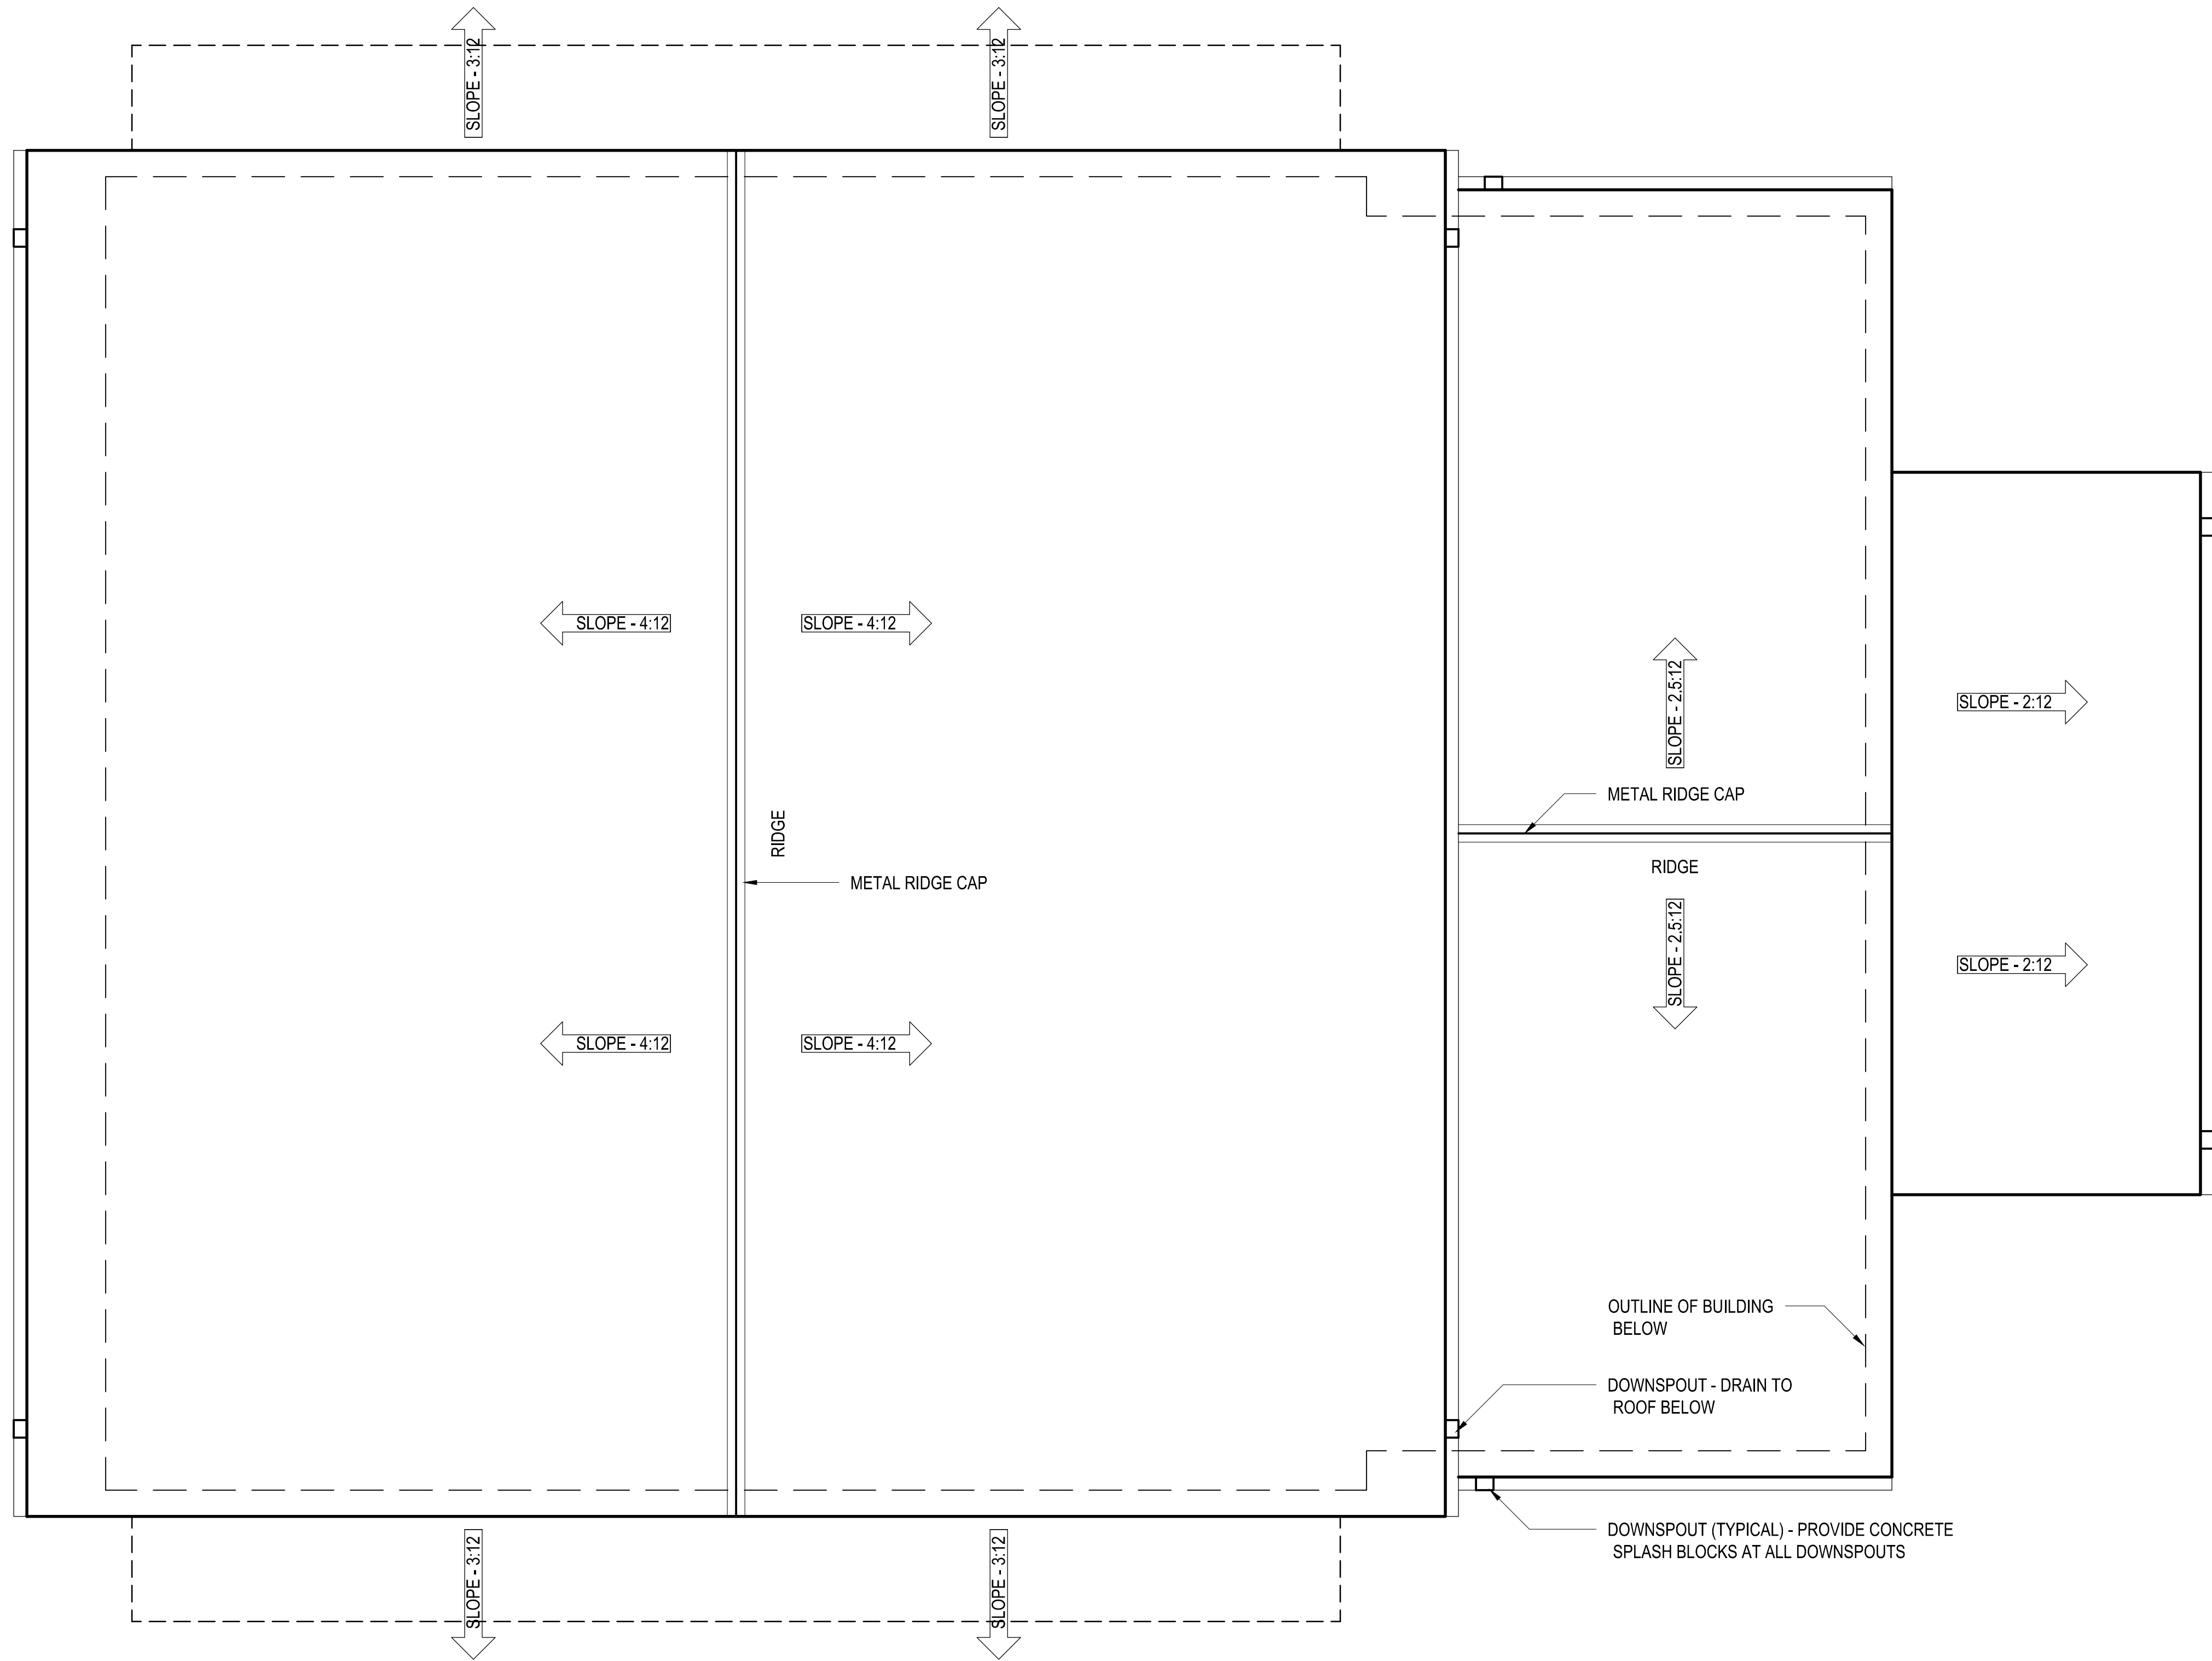 SLOPE - 3:12
SLOPE - 3:12
SLOPE - 4:12
SLOPE - 4:12
SLOPE - 2.5:12
SLOPE - 2:12
METAL RIDGE CAP
RIDGE
RIDGE
METAL RIDGE CAP
SLOPE - 2.5:12
SLOPE - 2:12
SLOPE - 4:12
SLOPE - 4:12
OUTLINE OF BUILDING
BELOW
DOWNSPOUT - DRAIN TO
ROOF BELOW
DOWNSPOUT (TYPICAL) - PROVIDE CONCRETE
SPLASH BLOCKS AT ALL DOWNSPOUTS
SLOPE - 3:12
SLOPE - 3:12